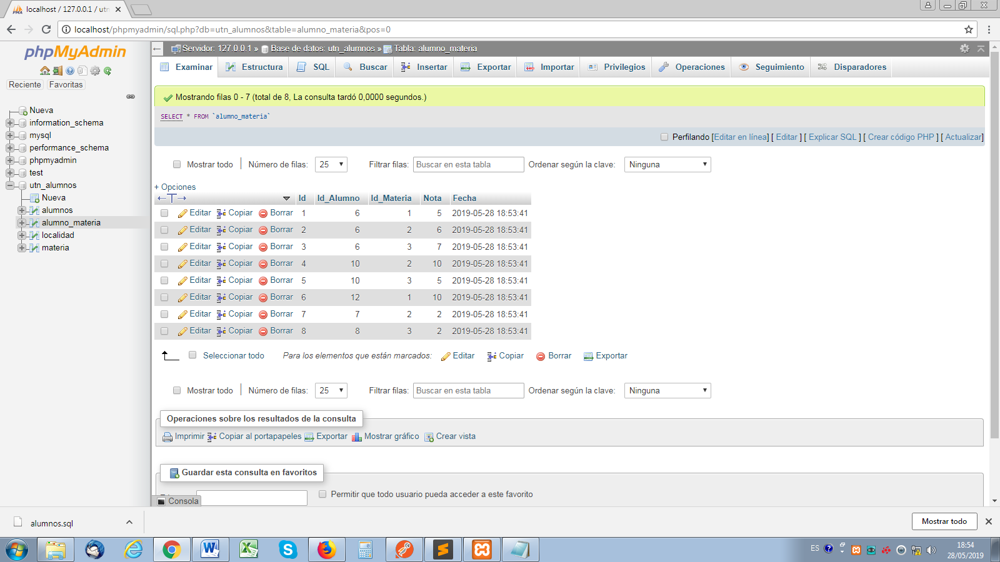 localhost / 127.0.0.1 / utn
localhost/phpmyadmin/sql.php?db=utn_alumnos&table=alumno_materia&pos=0
phpMyAdmin
Reciente Favoritas
Nueva
information_schema
mysql
performance_schema
phpmyadmin
test
utn_alumnos
Nueva
alumnos
alumno_materia
localidad
materia
Servidor: 127.0.0.1 » Base de datos: utn_alumnos » Tabla: alumno_materia
Examinar Estructura SQL Buscar Insertar Exportar Importar Privilegios Operaciones Seguimiento Disparadores
Mostrando filas 0 - 7 (total de 8, La consulta tardó 0,0000 segundos.)
SELECT * FROM `alumno_materia`
Perfilando [Editar en línea] [ Editar ] [ Explicar SQL ] [ Crear código PHP ] [ Actualizar]
Mostrar todo | Número de filas: 25 Filtrar filas: Buscar en esta tabla Ordenar según la clave: Ninguna
+ Opciones
Id Id_Alumno Id_Materia Nota Fecha
Editar Copiar Borrar 1 6 1 5 2019-05-28 18:53:41
Editar Copiar Borrar 2 6 2 6 2019-05-28 18:53:41
Editar Copiar Borrar 3 6 3 7 2019-05-28 18:53:41
Editar Copiar Borrar 4 10 2 10 2019-05-28 18:53:41
Editar Copiar Borrar 5 10 3 5 2019-05-28 18:53:41
Editar Copiar Borrar 6 12 1 10 2019-05-28 18:53:41
Editar Copiar Borrar 7 7 2 2 2019-05-28 18:53:41
Editar Copiar Borrar 8 8 3 2 2019-05-28 18:53:41
Seleccionar todo Para los elementos que están marcados: Editar Copiar Borrar Exportar
Mostrar todo | Número de filas: 25 Filtrar filas: Buscar en esta tabla Ordenar según la clave: Ninguna
Operaciones sobre los resultados de la consulta
Imprimir Copiar al portapapeles Exportar Mostrar gráfico Crear vista
Guardar esta consulta en favoritos
Permitir que todo usuario pueda acceder a este favorito
Consola
alumnos.sql
Mostrar todo
ES
18:54
28/05/2019